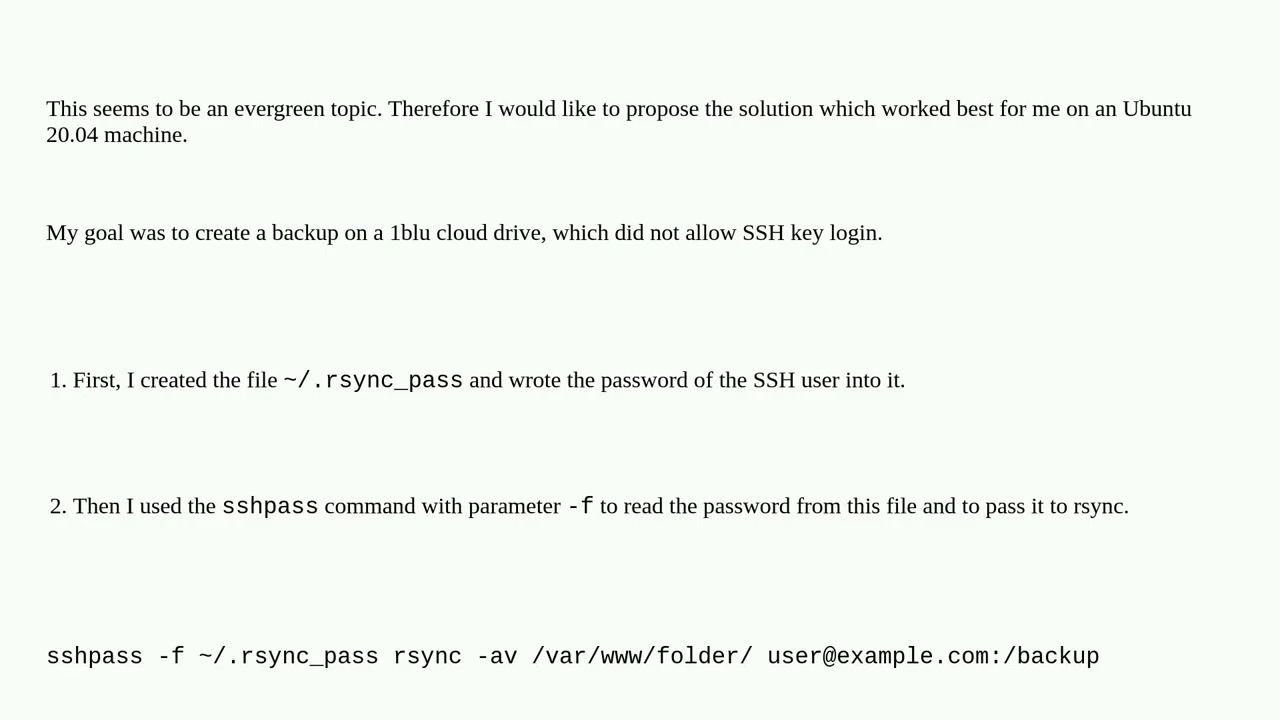 This seems to be an evergreen topic. Therefore I would like to propose the solution which worked best for me on an Ubuntu
20.04 machine.
My goal was to create a backup on a 1blu cloud drive, which did not allow SSH key login.
1. First, I created the file ~/.rsync_pass and wrote the password of the SSH user into it.
2. Then I used the sshpass command with parameter -f to read the password from this file and to pass it to rsync.
sshpass -f ~/.rsync_pass rsync -av /var/www/folder/ user@example.com:/backup